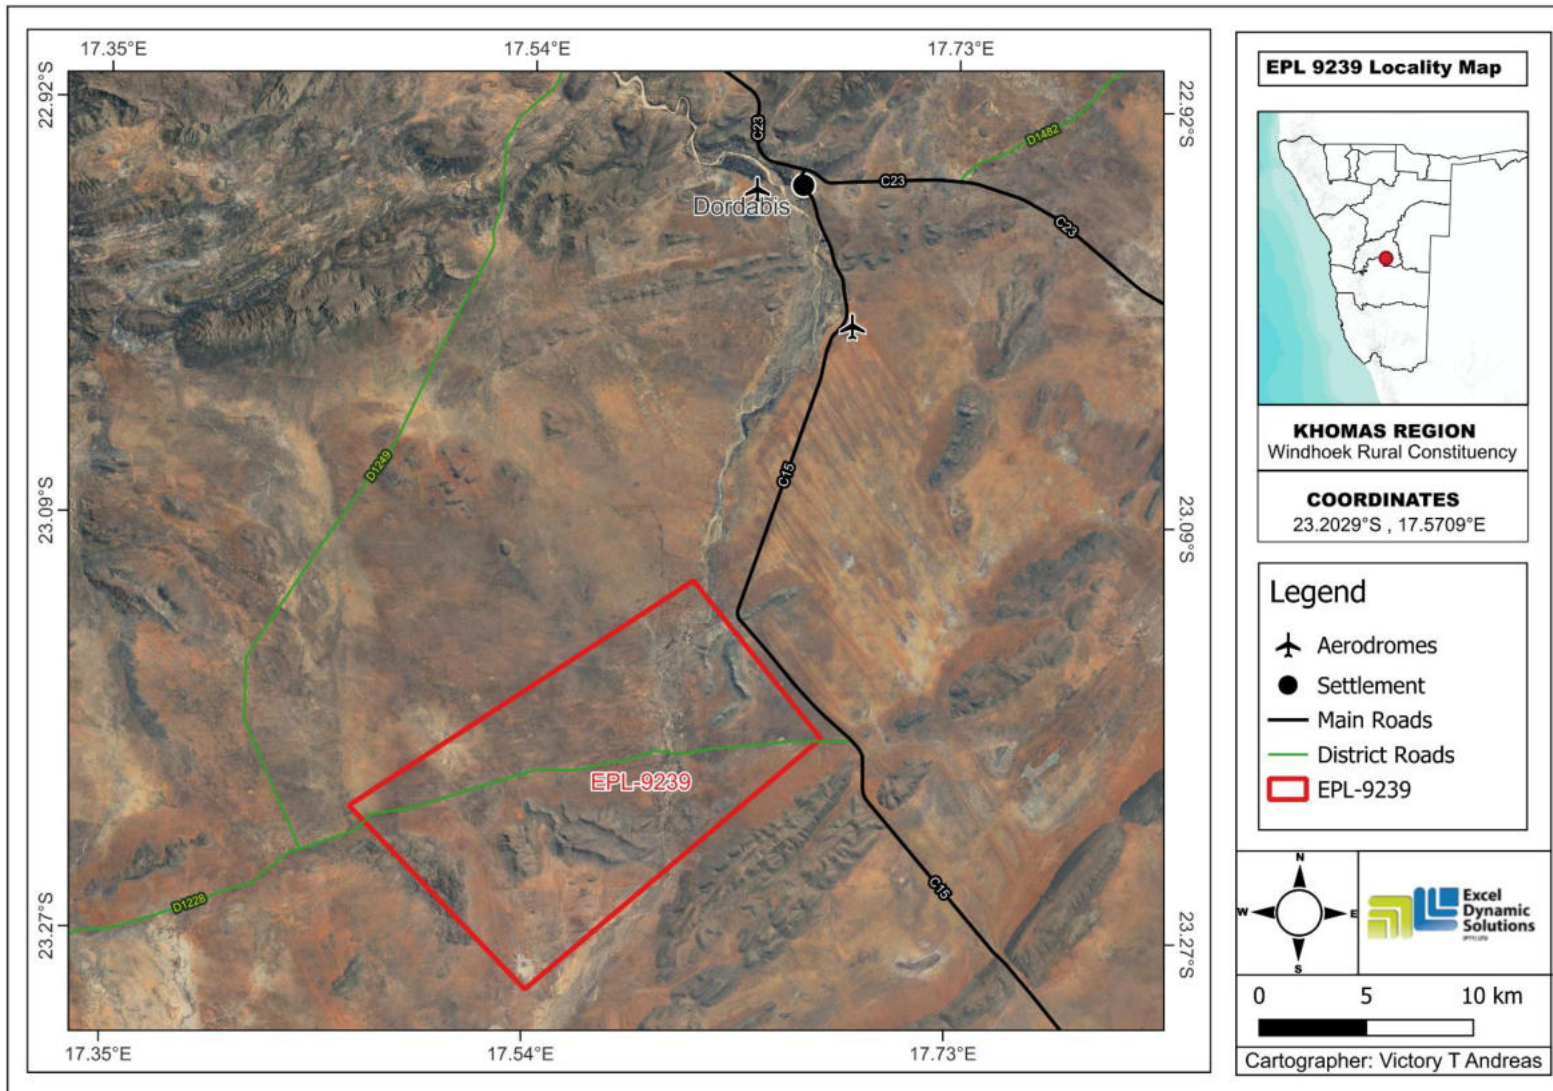 17.35°E 17.54°E 17.73°E
22.92°S
22.92°S
C23
D1482
C23
Dordabis
C23
D1249
C15
23.09°S
23.09°S
EPL-9239
C15
D1228
23.27°S
23.27°S
17.35°E 17.54°E 17.73°E
EPL 9239 Locality Map
KHOMAS REGION
Windhoek Rural Constituency
COORDINATES
23.2029°S , 17.5709°E
Legend
Aerodromes
Settlement
Main Roads
District Roads
EPL-9239
N
W E
S
Excel
Dynamic
Solutions
(PTY) LTD
0 5 10 km
Cartographer: Victory T Andreas